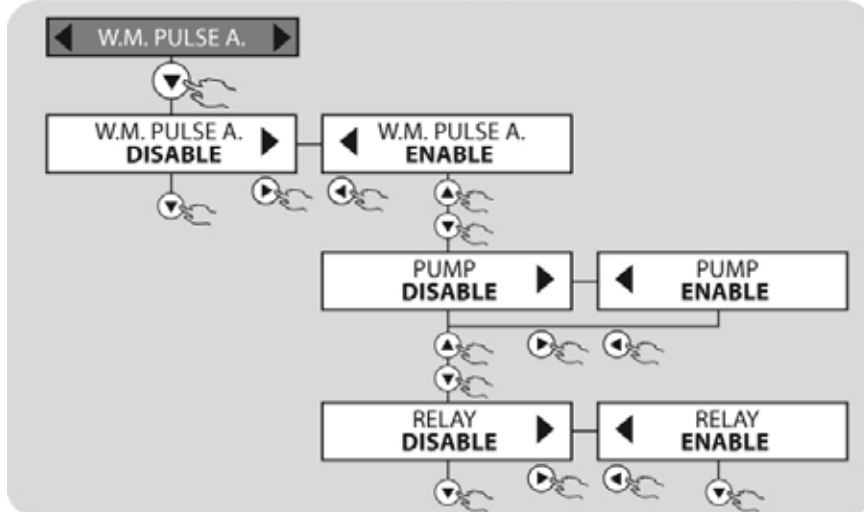 W.M. PULSE A.
W.M. PULSE A.
DISABLE
W.M. PULSE A.
ENABLE
PUMP
DISABLE
PUMP
ENABLE
RELAY
DISABLE
RELAY
ENABLE